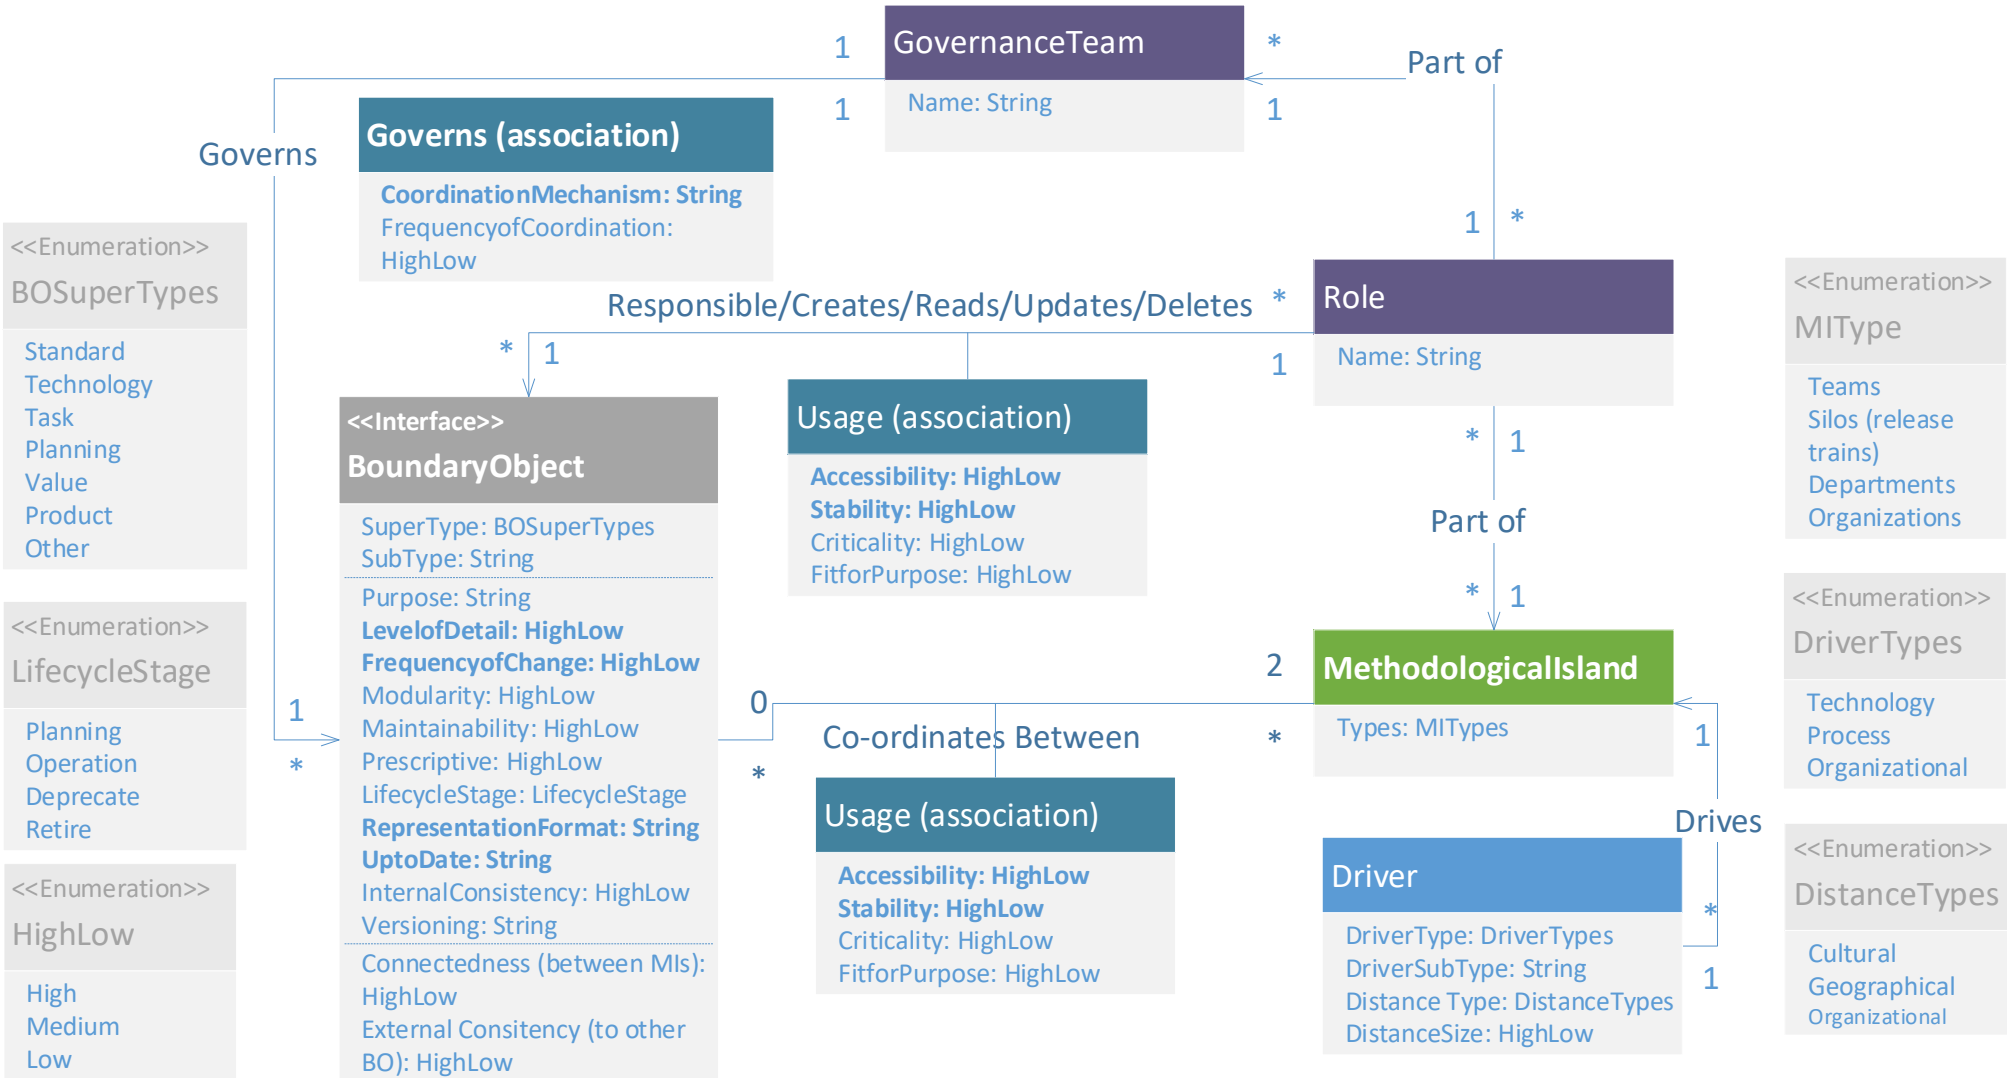 GovernanceTeam
Name: String
1
1
*
1
Part of
Governs
Governs (association)
CoordinationMechanism: String
FrequencyofCoordination:
HighLow
<<Enumeration>>
BOSuperTypes
Standard
Technology
Task
Planning
Value
Product
Other
<<Enumeration>>
LifecycleStage
Planning
Operation
Deprecate
Retire
<<Enumeration>>
HighLow
High
Medium
Low
1 *
Responsible/Creates/Reads/Updates/Deletes *
1
* 1
Role
Name: String
Usage (association)
Accessibility: HighLow
Stability: HighLow
Criticality: HighLow
FitforPurpose: HighLow
<<Interface>>
BoundaryObject
SuperType: BOSuperTypes
SubType: String
Purpose: String
LevelofDetail: HighLow
FrequencyofChange: HighLow
Modularity: HighLow
Maintainability: HighLow
Prescriptive: HighLow
LifecycleStage: LifecycleStage
RepresentationFormat: String
UptoDate: String
InternalConsistency: HighLow
Versioning: String
Connectedness (between MIs):
HighLow
External Consitency (to other
BO): HighLow
1
*
* 1
Part of
* 1
0
*
2
*
Co-ordinates Between
Usage (association)
Accessibility: HighLow
Stability: HighLow
Criticality: HighLow
FitforPurpose: HighLow
MethodologicalIsland
Types: MITypes
1
Drives
*
1
Driver
DriverType: DriverTypes
DriverSubType: String
Distance Type: DistanceTypes
DistanceSize: HighLow
<<Enumeration>>
MIType
Teams
Silos (release
trains)
Departments
Organizations
<<Enumeration>>
DriverTypes
Technology
Process
Organizational
<<Enumeration>>
DistanceTypes
Cultural
Geographical
Organizational